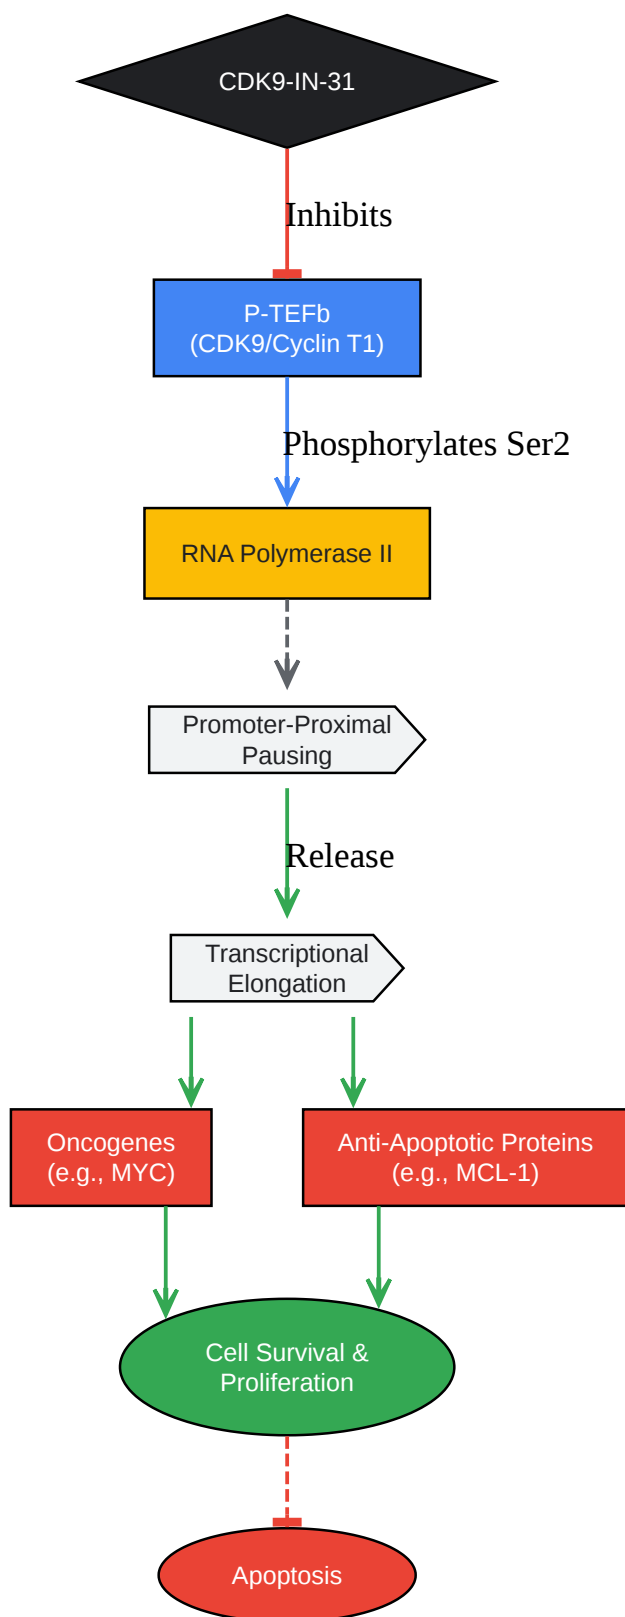 CDK9-IN-31
Inhibits
P-TEFb
(CDK9/Cyclin T1)
Phosphorylates Ser2
RNA Polymerase II
Promoter-Proximal
Pausing
Release
Transcriptional
Elongation
Oncogenes
(e.g., MYC)
Anti-Apoptotic Proteins
(e.g., MCL-1)
Cell Survival &
Proliferation
Apoptosis